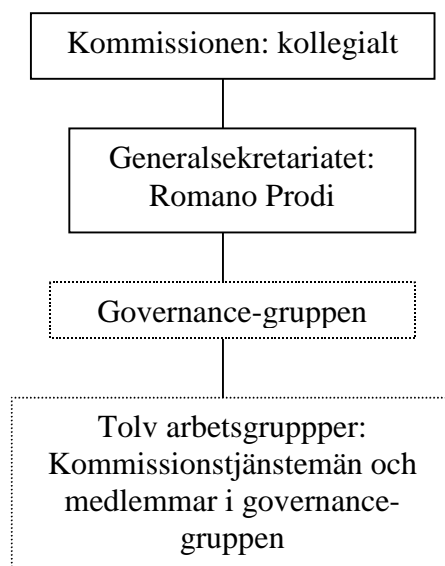 Kommissionen: kollegialt
Generalsekretariatet:
Romano Prodi
Governance-gruppen
Tolv arbetsgruppper:
Kommissionstjänstemän och
medlemmar i governance-
gruppen